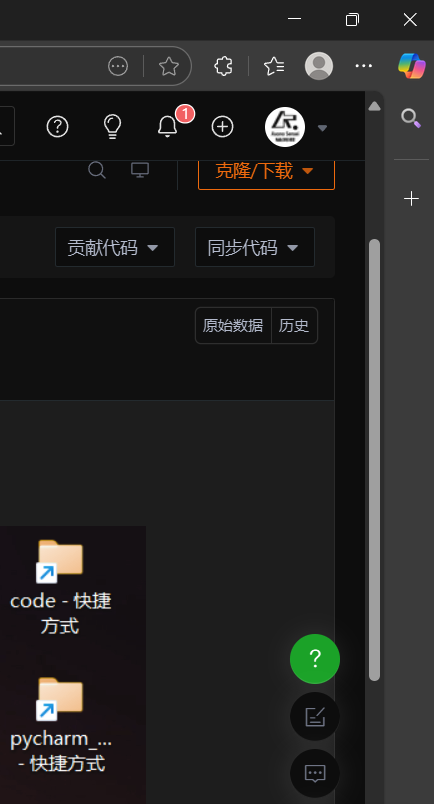 1
克隆/下载
贡献代码
同步代码
原始数据 历史
code - 快捷
方式
pycharm_...
- 快捷方式
?